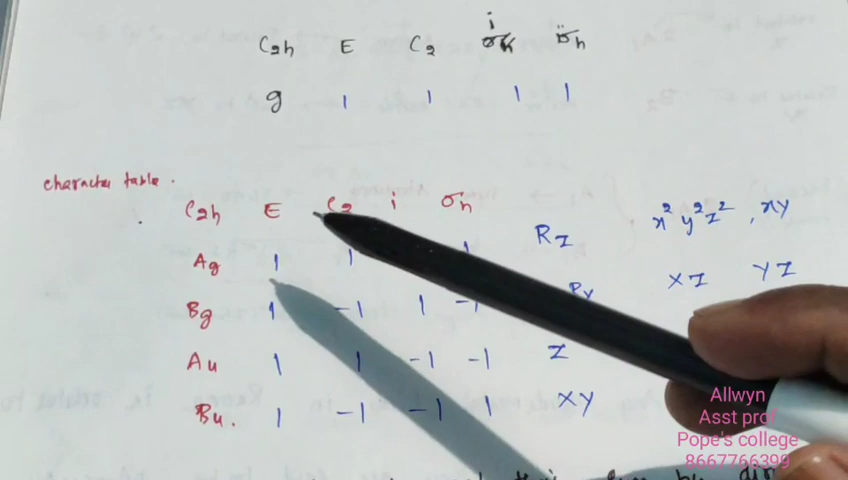 i
C2h E C2 σh σh
g 1 1 1 1
character table.
C2h E C2 i σh
Rz x² y² z², xy
Ag 1 1 1
xz yz
Bg 1 -1 1 -1
Au 1 1 -1 -1 z
Bu. 1 -1 -1 1 xy
Allwyn
Asst prof
Pope's college
8667766399